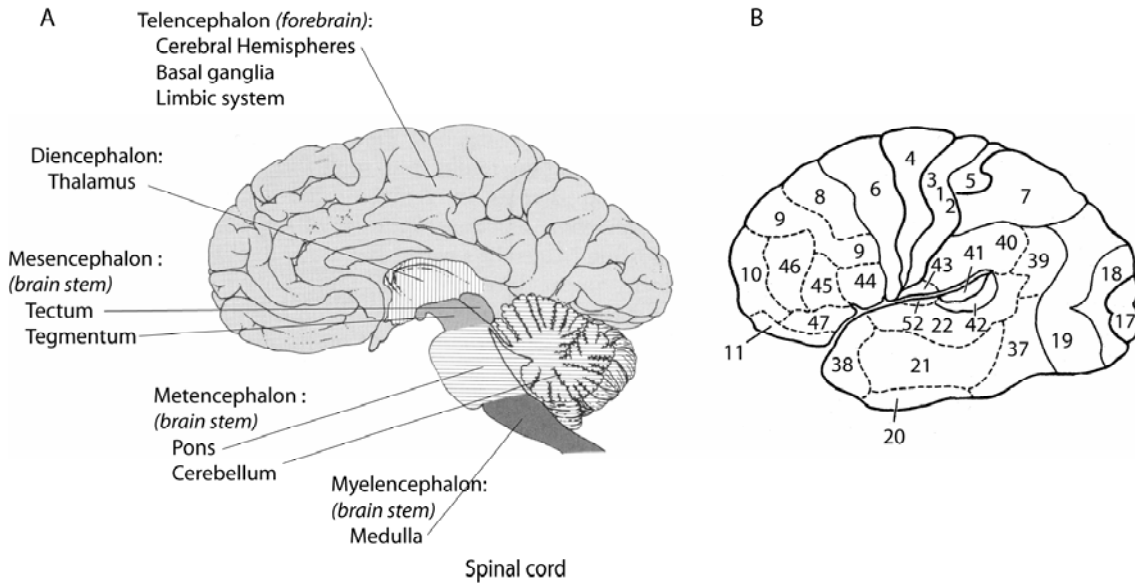 A
Telencephalon (forebrain):
Cerebral Hemispheres
Basal ganglia
Limbic system
Diencephalon:
Thalamus
Mesencephalon :
(brain stem)
Tectum
Tegmentum
Metencephalon :
(brain stem)
Pons
Cerebellum
Myelencephalon:
(brain stem)
Medulla
Spinal cord
B
4
8
6
3
1
2
5
7
9
9
10
46
45
44
43
41
40
39
18
17
47
11
52
22
42
38
21
37
19
20